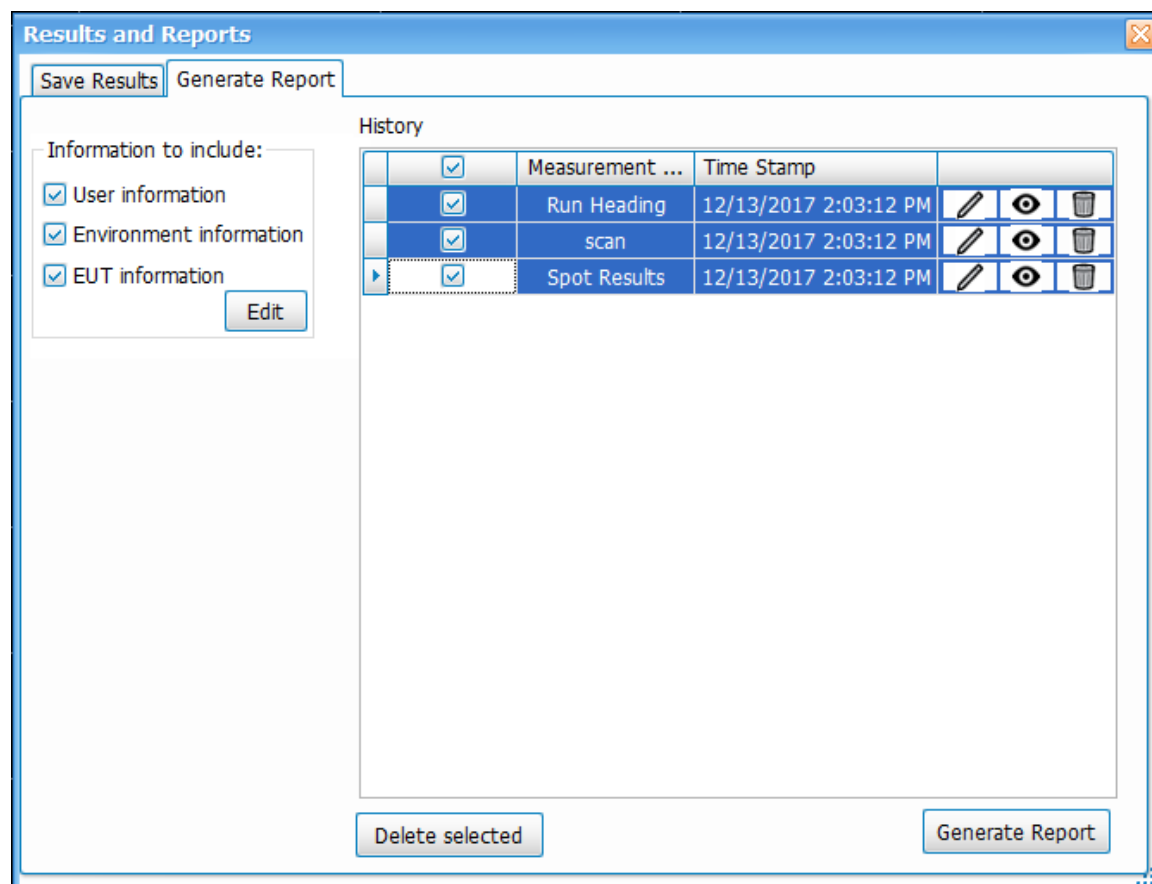 Results and Reports
Save Results Generate Report
History
Information to include:
Measurement ... Time Stamp
User information
Run Heading 12/13/2017 2:03:12 PM
Environment information
scan 12/13/2017 2:03:12 PM
EUT information
Spot Results 12/13/2017 2:03:12 PM
Edit
Delete selected
Generate Report